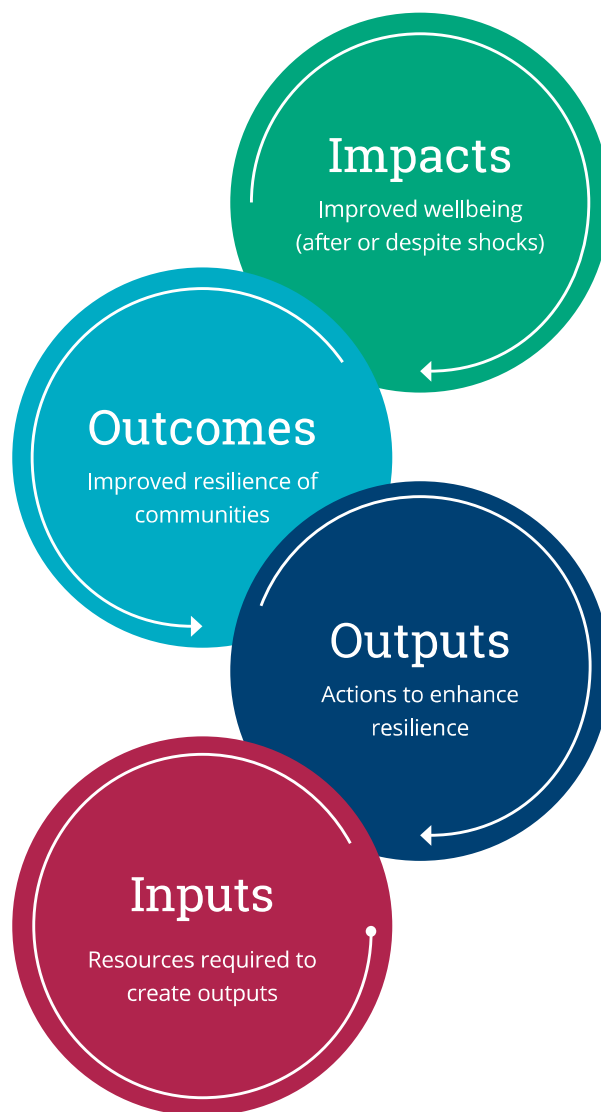 Impacts
Improved wellbeing
(after or despite shocks)
Outcomes
Improved resilience of
communities
Outputs
Actions to enhance
resilience
Inputs
Resources required to
create outputs